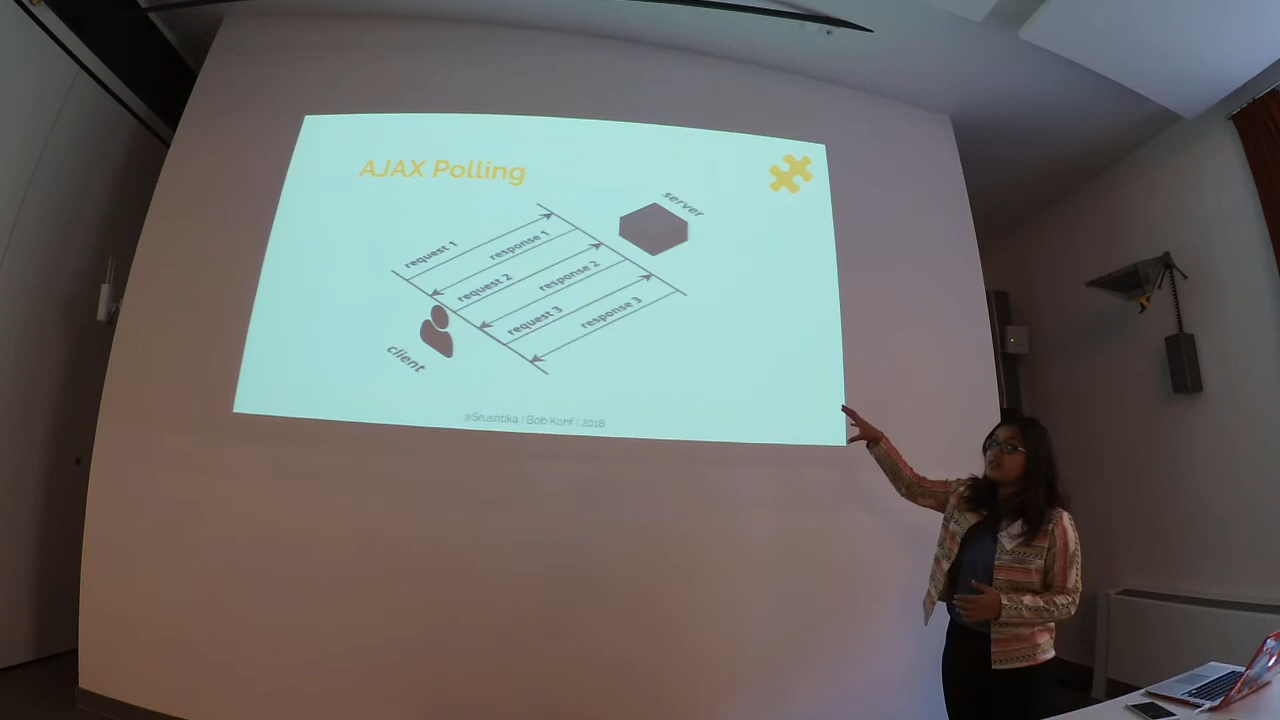 AJAX Polling
server
request 1
response 1
request 2
response 2
request 3
response 3
client
@Srushtika | Bob Konf | 2018